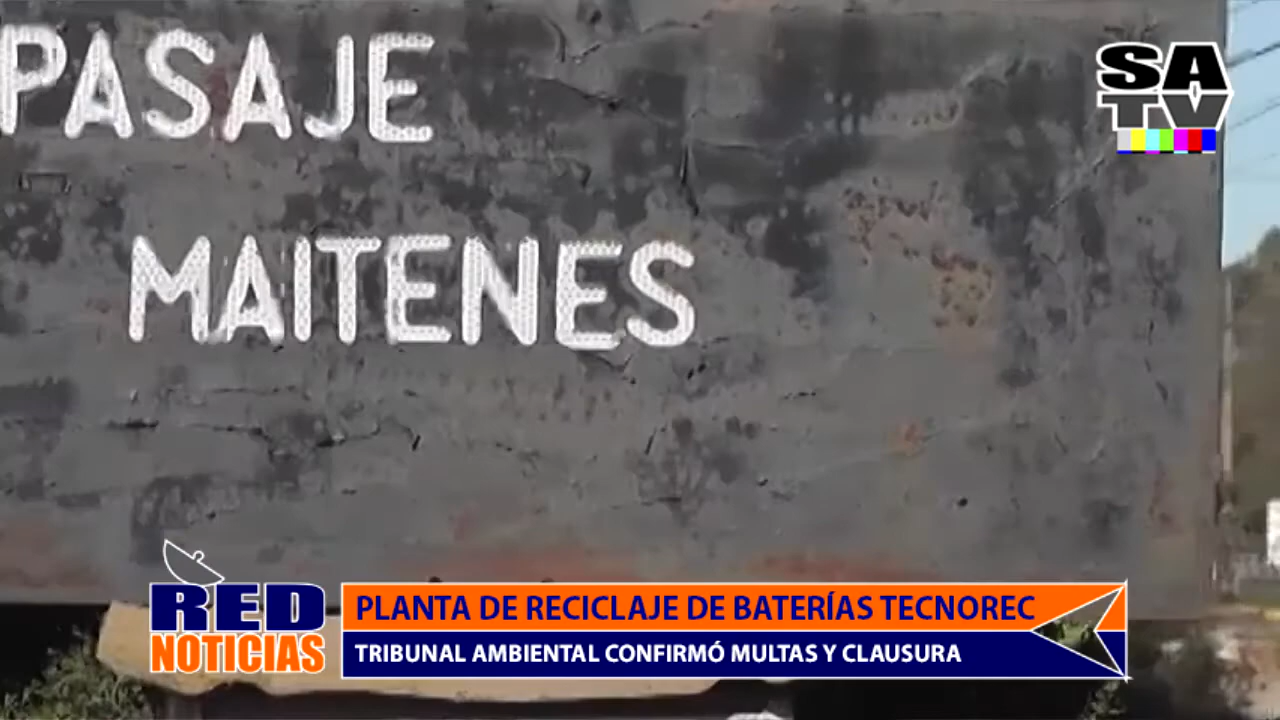 PASAJE
MAITENES
SA
TV
RED
NOTICIAS
PLANTA DE RECICLAJE DE BATERÍAS TECNOREC
TRIBUNAL AMBIENTAL CONFIRMÓ MULTAS Y CLAUSURA